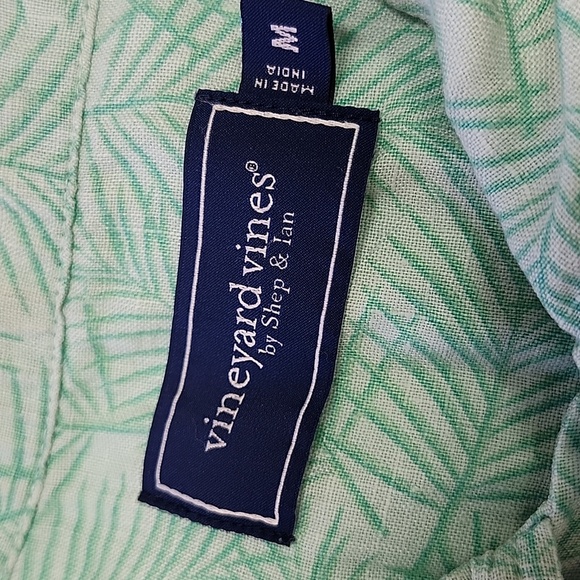 vineyard vines®
by Shep & Ian
M
MADE IN
INDIA